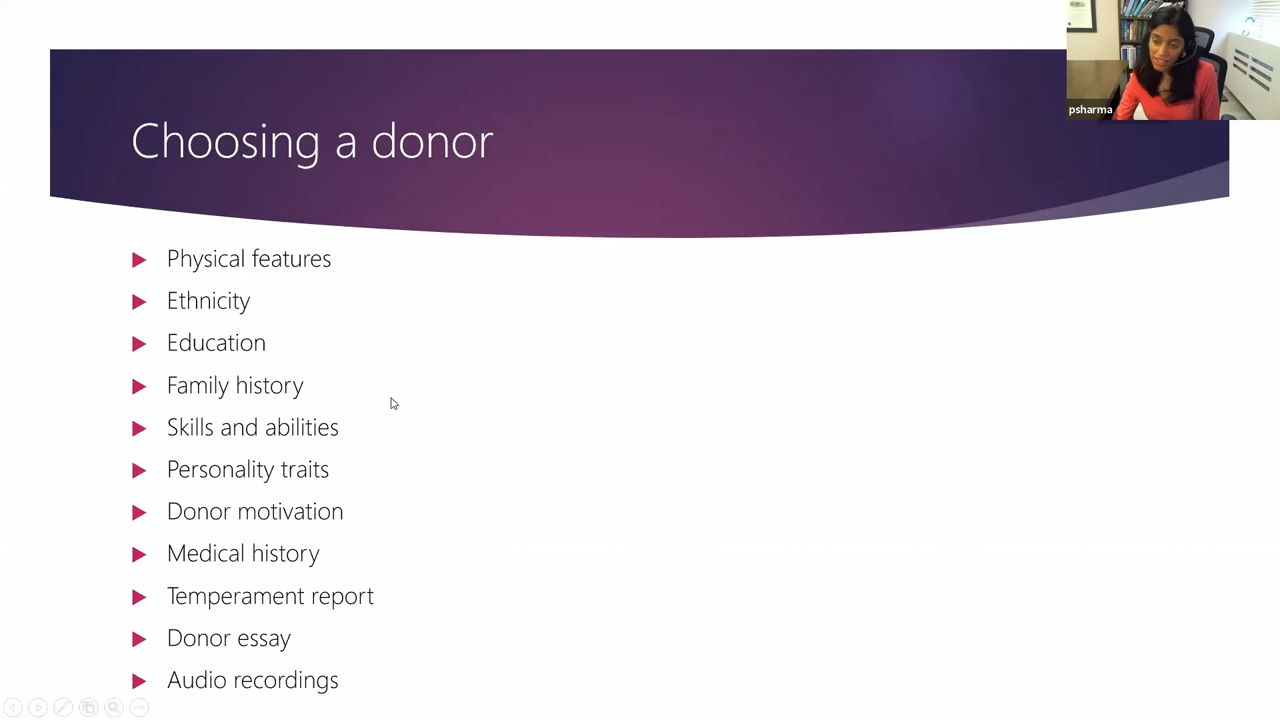 psharma
Choosing a donor
Physical features
Ethnicity
Education
Family history
Skills and abilities
Personality traits
Donor motivation
Medical history
Temperament report
Donor essay
Audio recordings